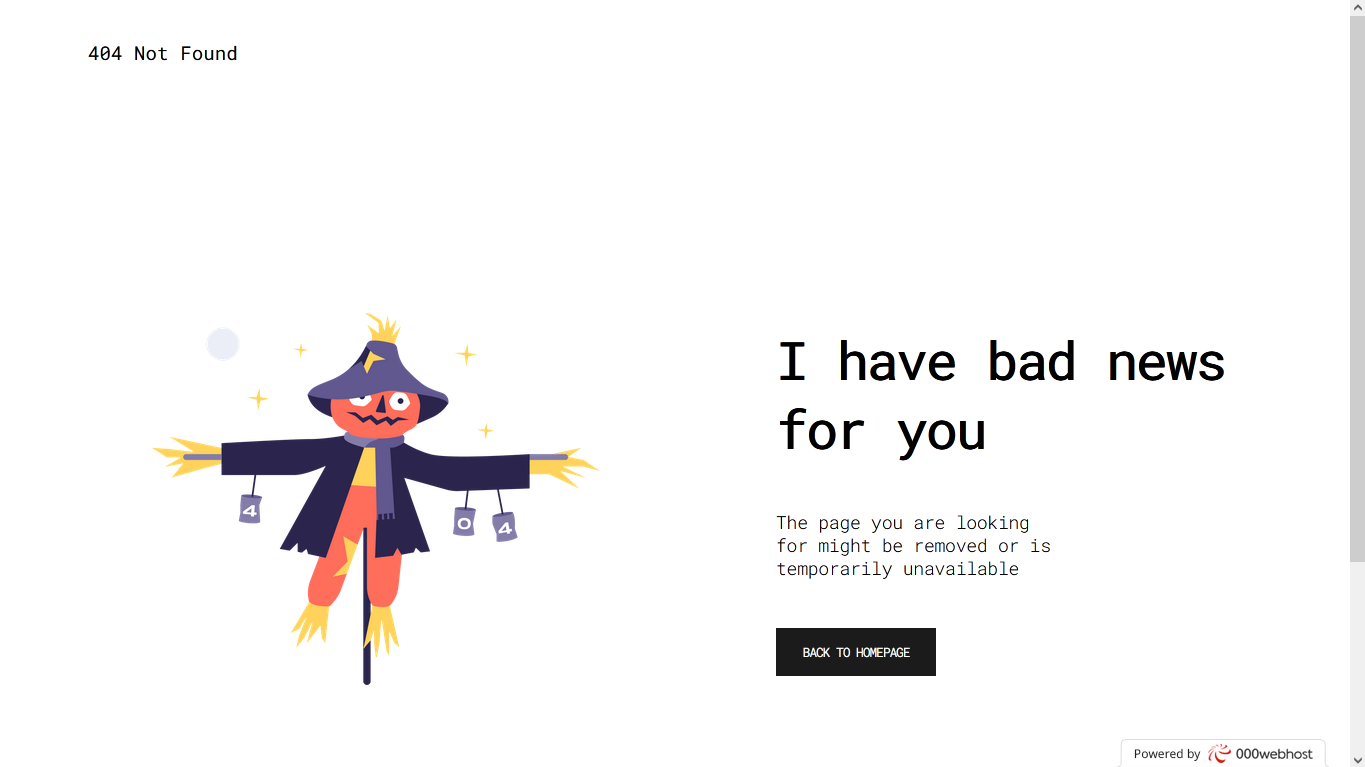 404 Not Found
I have bad news
for you
4
0
4
The page you are looking
for might be removed or is
temporarily unavailable
BACK TO HOMEPAGE
Powered by 000webhost